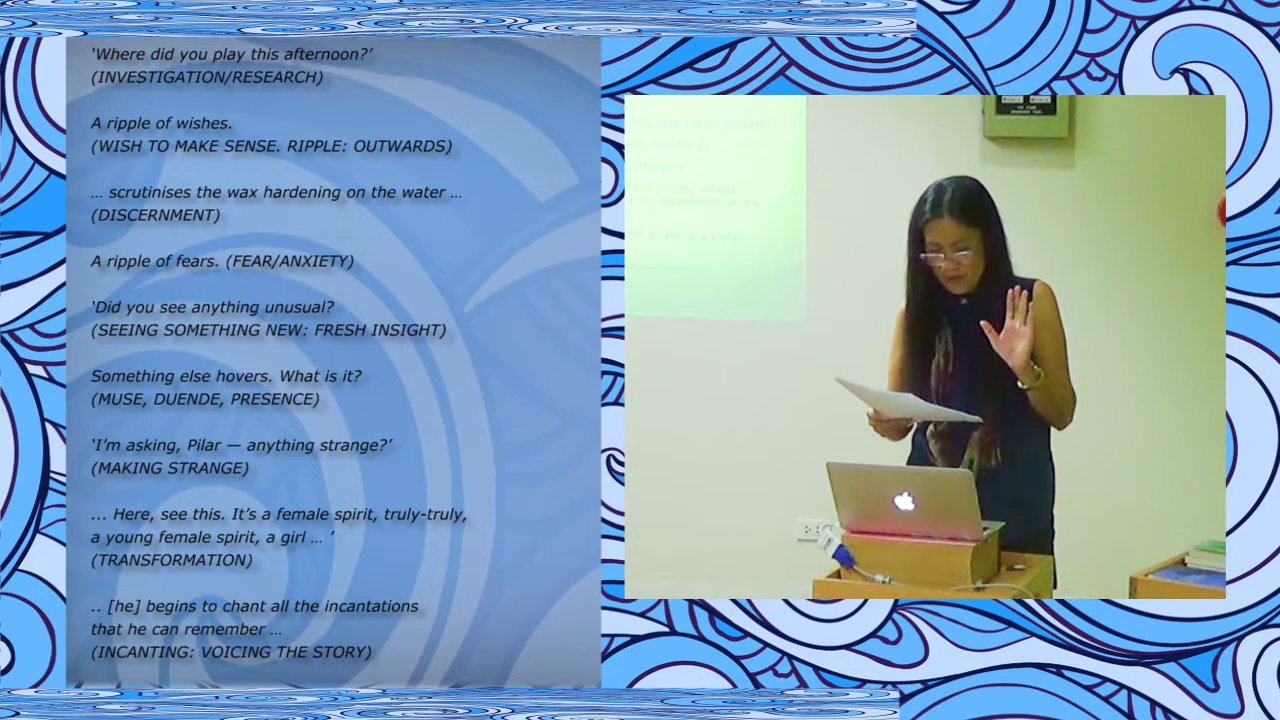 ‘Where did you play this afternoon?’
(INVESTIGATION/RESEARCH)
A ripple of wishes.
(WISH TO MAKE SENSE. RIPPLE: OUTWARDS)
… scrutinises the wax hardening on the water …
(DISCERNMENT)
A ripple of fears. (FEAR/ANXIETY)
‘Did you see anything unusual?
(SEEING SOMETHING NEW: FRESH INSIGHT)
Something else hovers. What is it?
(MUSE, DUENDE, PRESENCE)
‘I’m asking, Pilar — anything strange?’
(MAKING STRANGE)
... Here, see this. It’s a female spirit, truly-truly,
a young female spirit, a girl … ’
(TRANSFORMATION)
.. [he] begins to chant all the incantations
that he can remember …
(INCANTING: VOICING THE STORY)